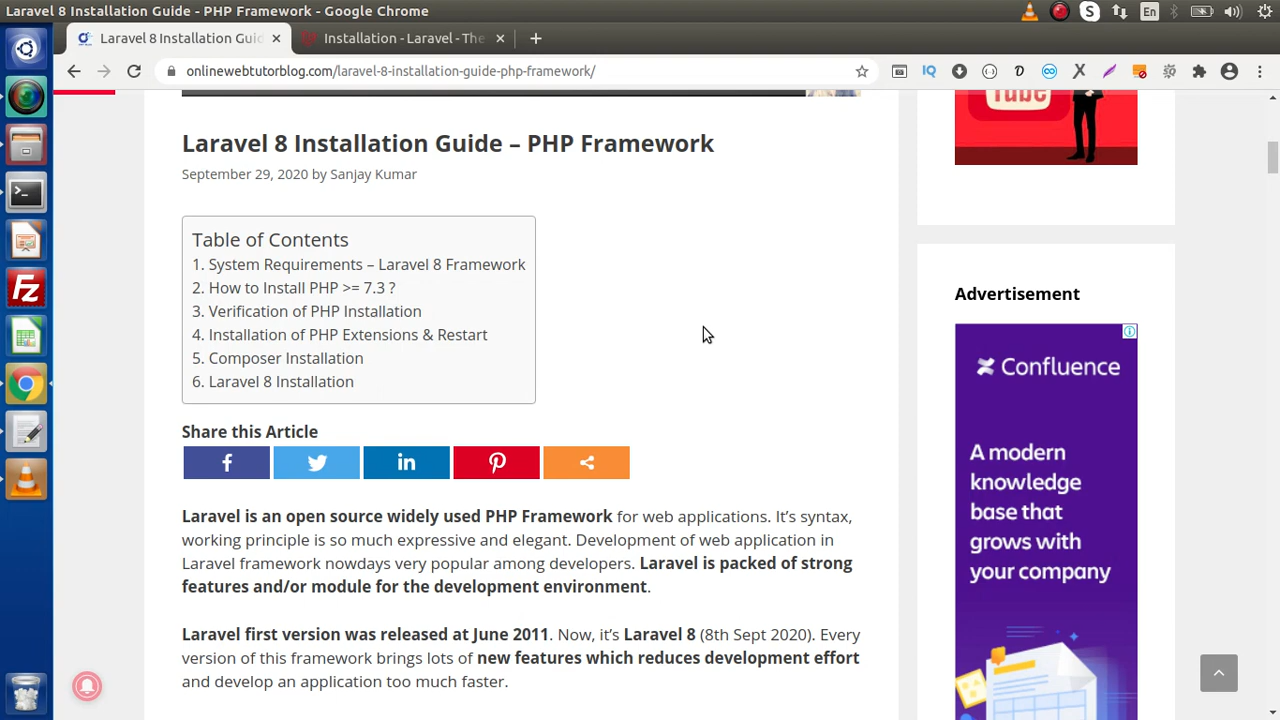 Laravel 8 Installation Guide - PHP Framework - Google Chrome
En
Laravel 8 Installation Guid
Installation - Laravel - The
onlinewebtutorblog.com/laravel-8-installation-guide-php-framework/
IQ
Tube
Laravel 8 Installation Guide – PHP Framework
September 29, 2020 by Sanjay Kumar
Table of Contents
1. System Requirements – Laravel 8 Framework
2. How to Install PHP >= 7.3 ?
3. Verification of PHP Installation
4. Installation of PHP Extensions & Restart
5. Composer Installation
6. Laravel 8 Installation
Share this Article
Laravel is an open source widely used PHP Framework for web applications. It’s syntax,
working principle is so much expressive and elegant. Development of web application in
Laravel framework nowdays very popular among developers. Laravel is packed of strong
features and/or module for the development environment.
Laravel first version was released at June 2011. Now, it’s Laravel 8 (8th Sept 2020). Every
version of this framework brings lots of new features which reduces development effort
and develop an application too much faster.
Advertisement
Confluence
A modern
knowledge
base that
grows with
your company